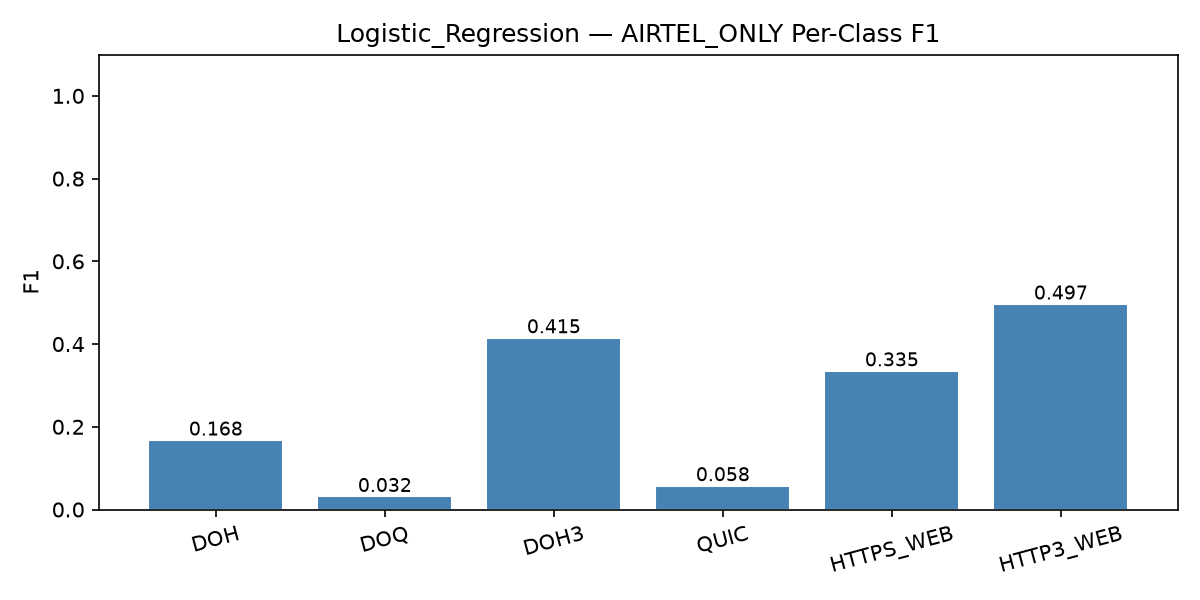 Logistic_Regression — AIRTEL_ONLY Per-Class F1
1.0
0.8
0.6
0.4
0.2
0.0
F1
0.168
0.032
0.415
0.058
0.335
0.497
DOH
DOQ
DOH3
QUIC
HTTPS_WEB
HTTP3_WEB